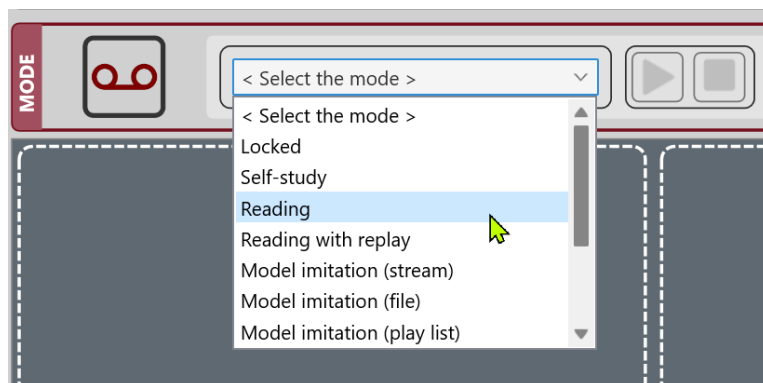 MODE
< Select the mode >
< Select the mode >
Locked
Self-study
Reading
Reading with replay
Model imitation (stream)
Model imitation (file)
Model imitation (play list)